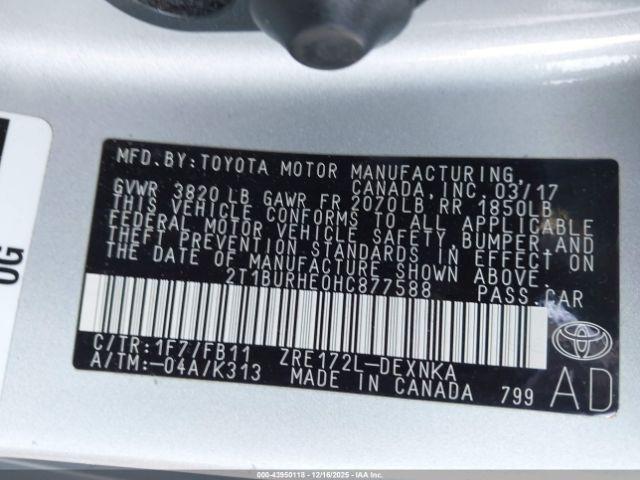 MFD.BY:TOYOTA MOTOR MANUFACTURING,
CANADA,INC. 03/17
GVWR 3820 LB GAWR FR 2070LB RR 1850LB
THIS VEHICLE CONFORMS TO ALL APPLICABLE
FEDERAL MOTOR VEHICLE SAFETY,BUMPER,AND
THEFT PREVENTION STANDARDS IN EFFECT ON
THE DATE OF MANUFACTURE SHOWN ABOVE.
2T1BURHE0HC877588 PASS.CAR
C/TR:1F7/FB11 ZRE172L-DEXNKA
A/TM:-04A/K313 MADE IN CANADA 799
TOYOTA
AD
OG
000-43950118 - 12/16/2025 - IAAI